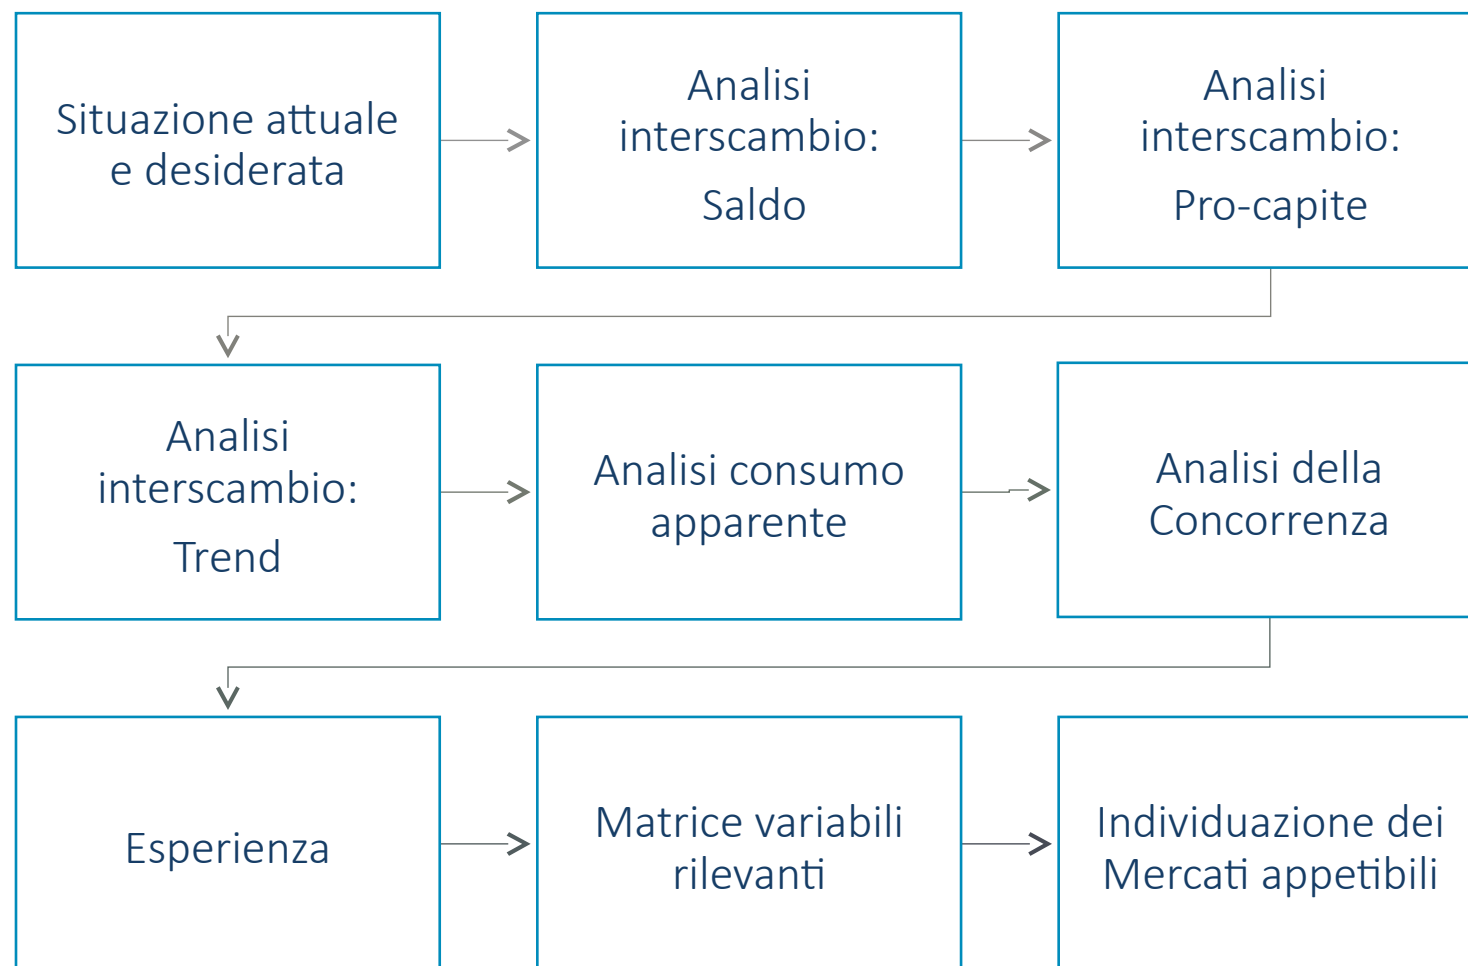 Situazione attuale
e desiderata
Analisi
interscambio:
Saldo
Analisi
interscambio:
Pro-capite
Analisi
interscambio:
Trend
Analisi consumo
apparente
Analisi della
Concorrenza
Esperienza
Matrice variabili
rilevanti
Individuazione dei
Mercati appetibili